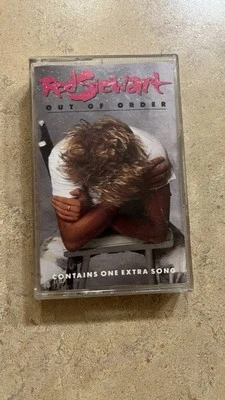 Rod Stewart
OUT OF ORDER
CONTAINS ONE EXTRA SONG